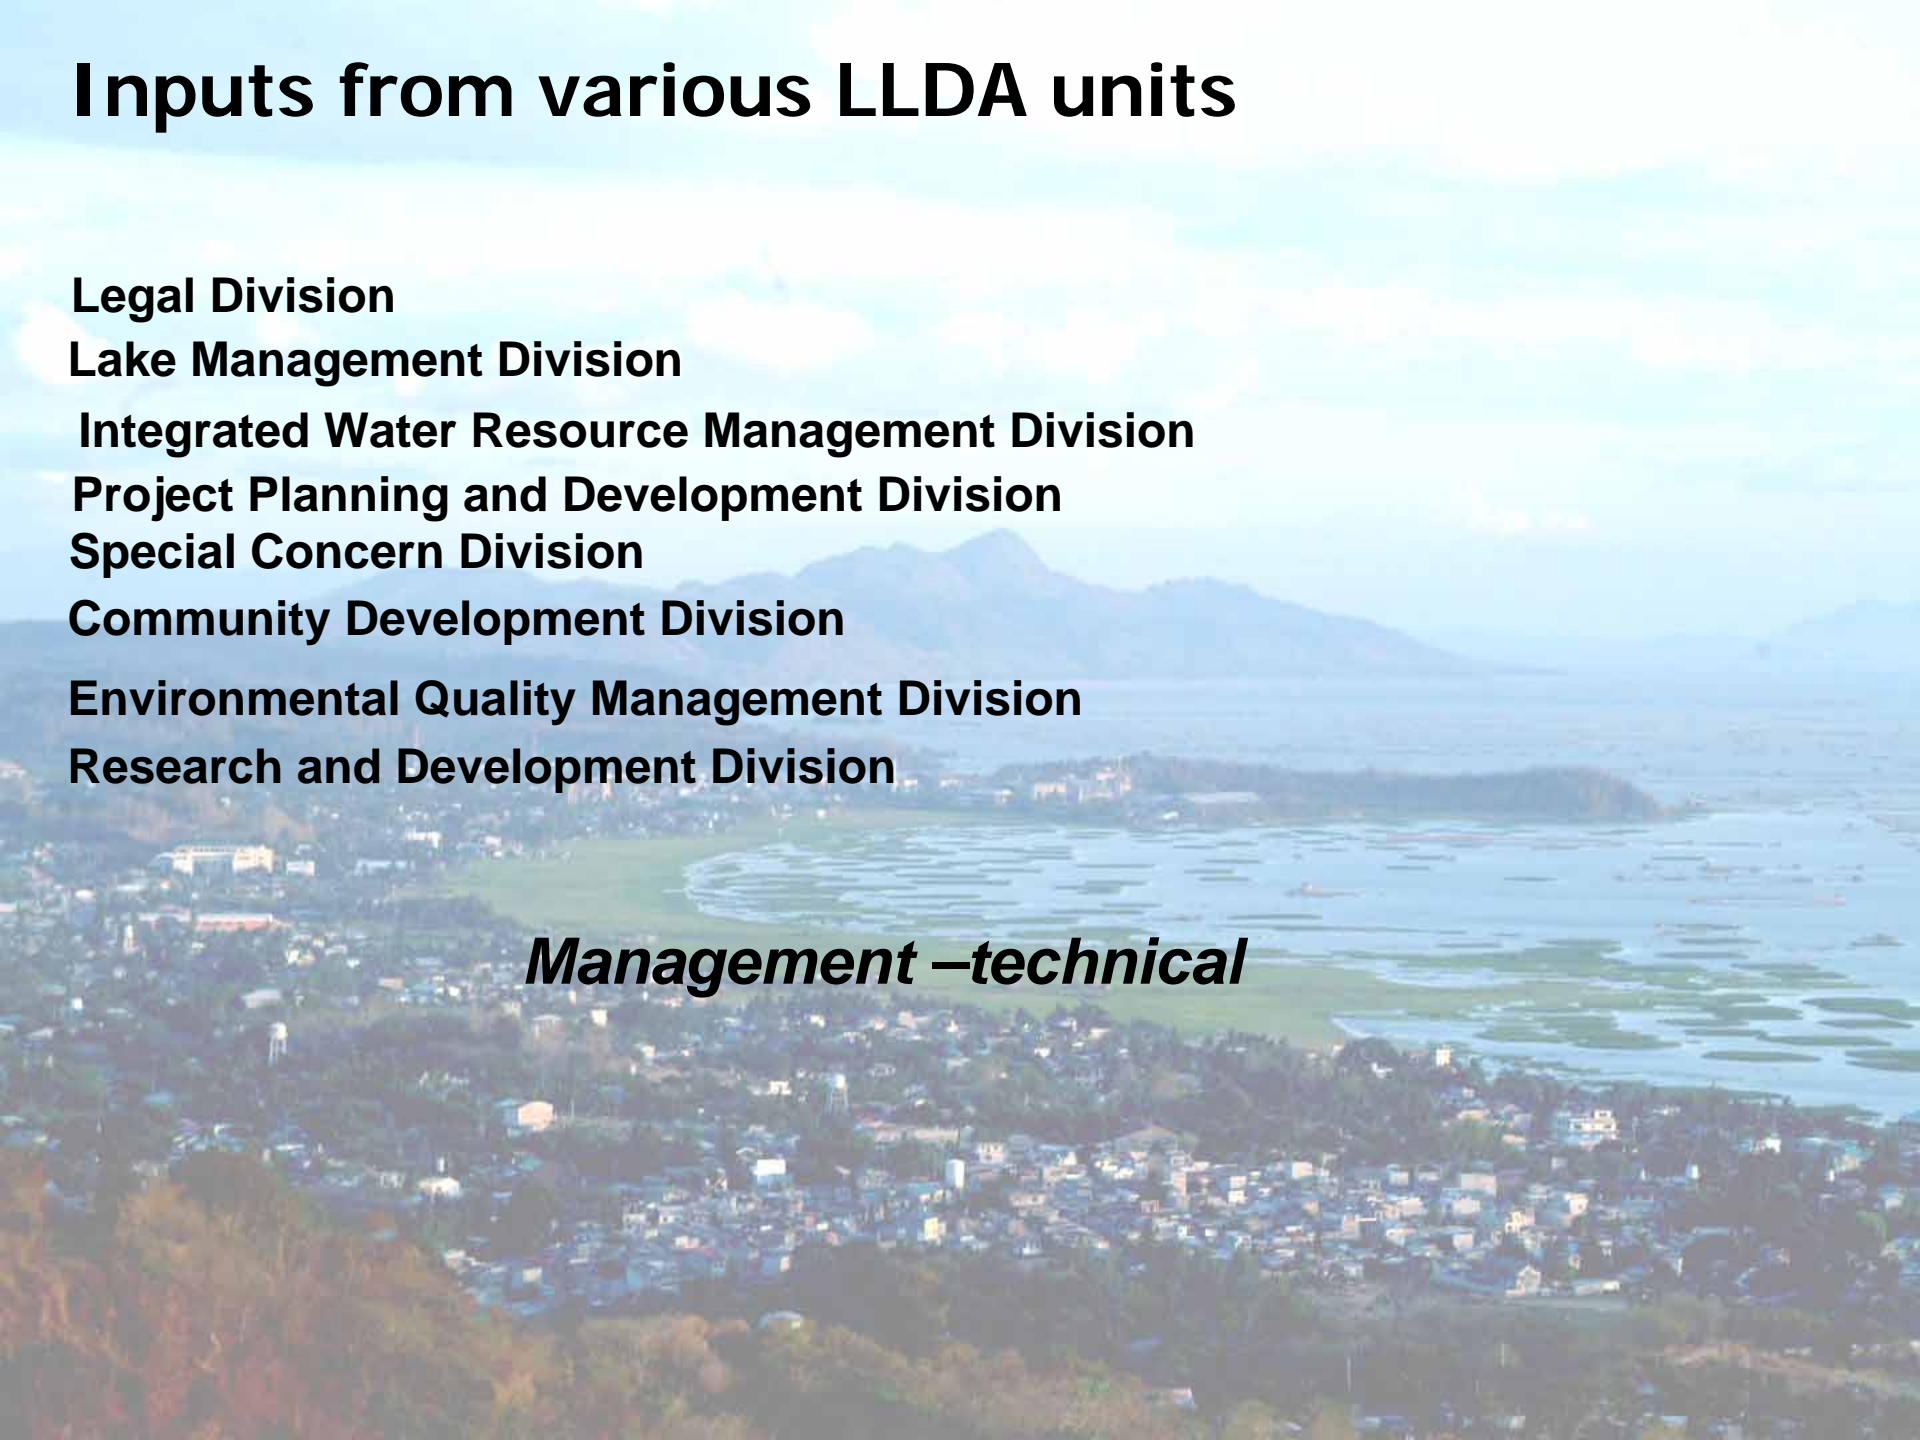 Inputs from various LLDA units
Legal Division
Lake Management Division
Integrated Water Resource Management Division
Project Planning and Development Division
Special Concern Division
Community Development Division
Environmental Quality Management Division
Research and Development Division
Management –technical